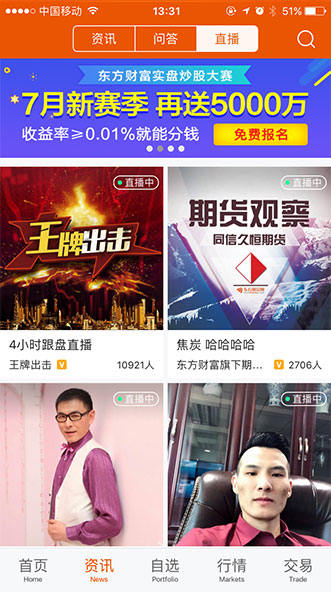 中国移动
13:31
51%
资讯
问答
直播
东方财富实盘炒股大赛
7月新赛季 再送5000万
收益率≥0.01%就能分钱
免费报名
直播中
直播中
王牌出击
期货观察
同信久恒期货
4小时跟盘直播
焦炭 哈哈哈哈
王牌出击
V
10921人
东方财富旗下期...
V
2706人
直播中
直播中
首页
资讯
自选
行情
交易
Home
News
Portfolio
Markets
Trade